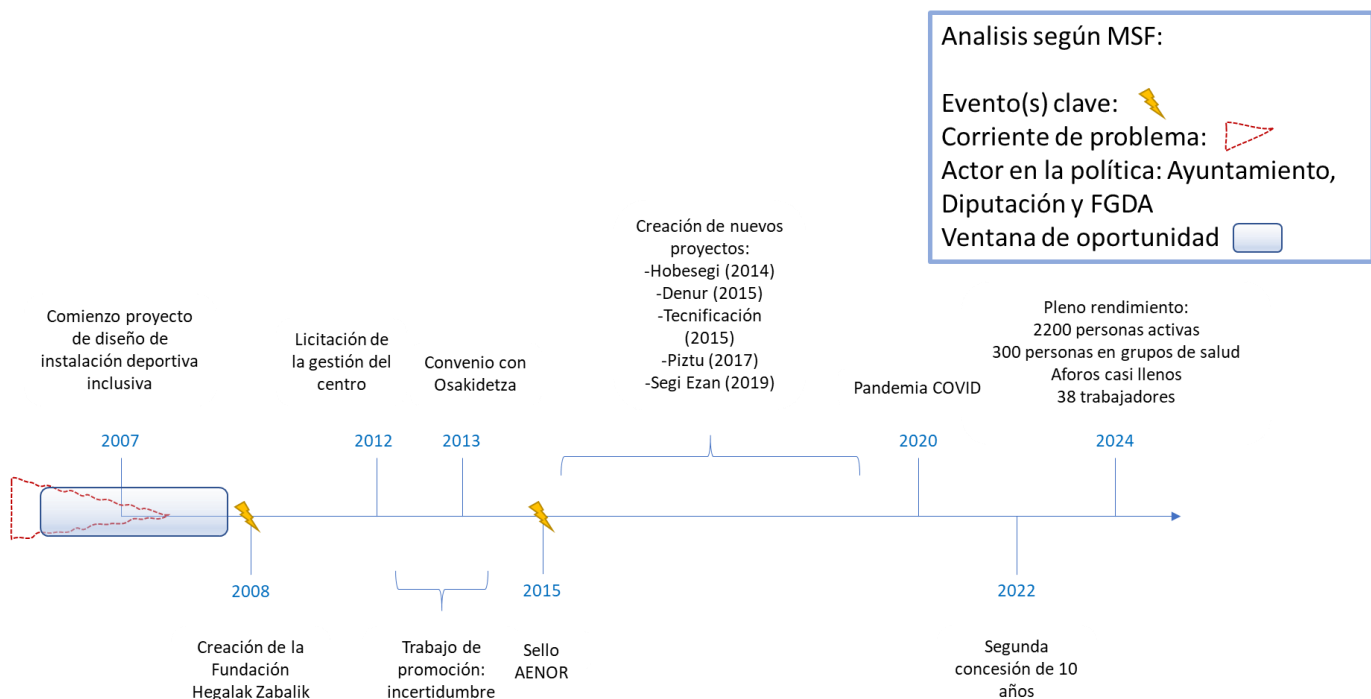 Analisis según MSF:
Evento(s) clave:
Corriente de problema:
Actor en la política: Ayuntamiento,
Diputación y FGDA
Ventana de oportunidad
Comienzo proyecto
de diseño de
instalación deportiva
inclusiva
2007
Licitación de
la gestión del
centro
2012
Convenio con
Osakidetza
2013
Creación de nuevos
proyectos:
-Hobesegi (2014)
-Denur (2015)
-Tecnificación
(2015)
-Piztu (2017)
-Segi Ezan (2019)
Pandemia COVID
2020
Pleno rendimiento:
2200 personas activas
300 personas en grupos de salud
Aforos casi llenos
38 trabajadores
2024
2008
Creación de la
Fundación
Hegalak Zabalik
Trabajo de
promoción:
incertidumbre
2015
Sello
AENOR
2022
Segunda
concesión de 10
años